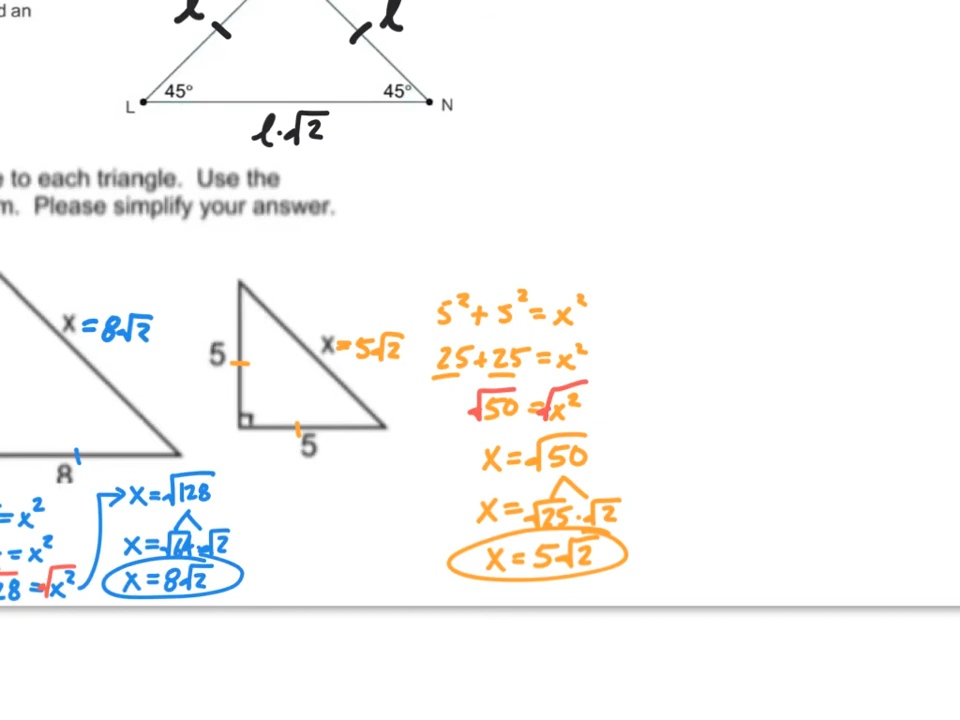 d an
l l
45° 45°
L N
l·√2
to each triangle. Use the
m. Please simplify your answer.
x = 8√2
8
= x²
= x²
28 = √x²
x = √128
x = √64·√2
x = 8√2
5
x = 5√2
5
5² + 5² = x²
25 + 25 = x²
√50 = √x²
x = √50
x = √25·√2
x = 5√2